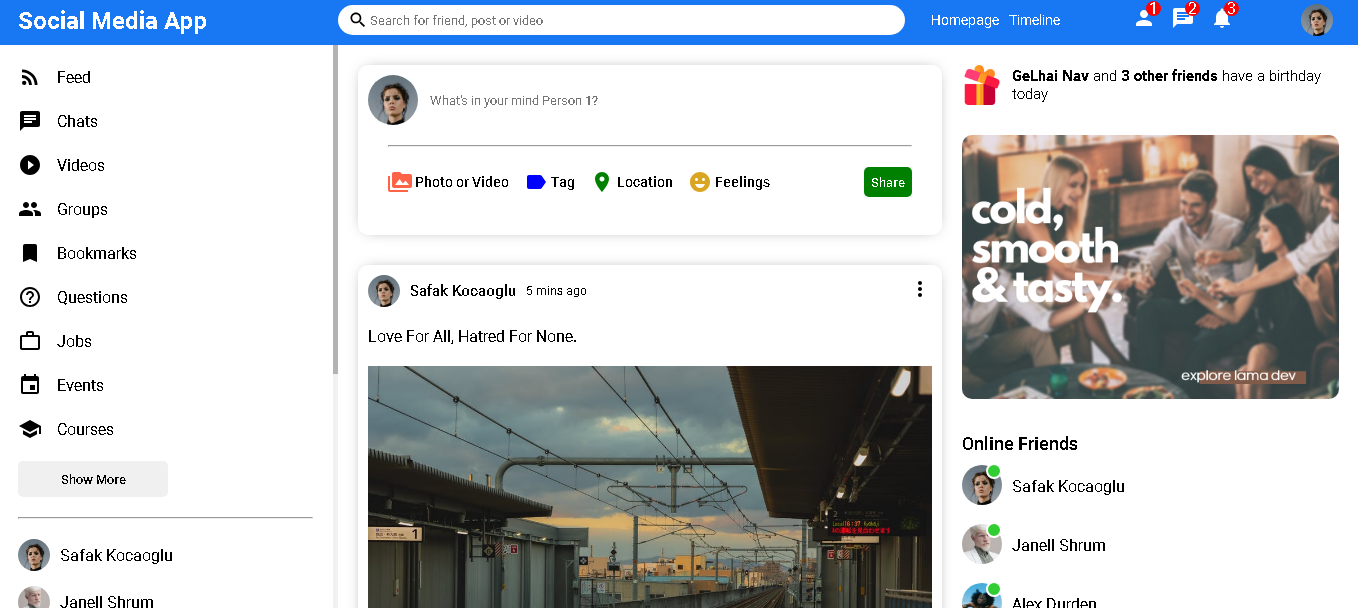 Social Media App
Search for friend, post or video
Homepage Timeline
1
2
3
Feed
Chats
Videos
Groups
Bookmarks
Questions
Jobs
Events
Courses
Show More
Safak Kocaoglu
Janell Shrum
What's in your mind Person 1?
Photo or Video
Tag
Location
Feelings
Share
Safak Kocaoglu 5 mins ago
Love For All, Hatred For None.
1
GeLhai Nav and 3 other friends have a birthday
today
cold,
smooth
& tasty.
explore lama dev
Online Friends
Safak Kocaoglu
Janell Shrum
Alex Durden